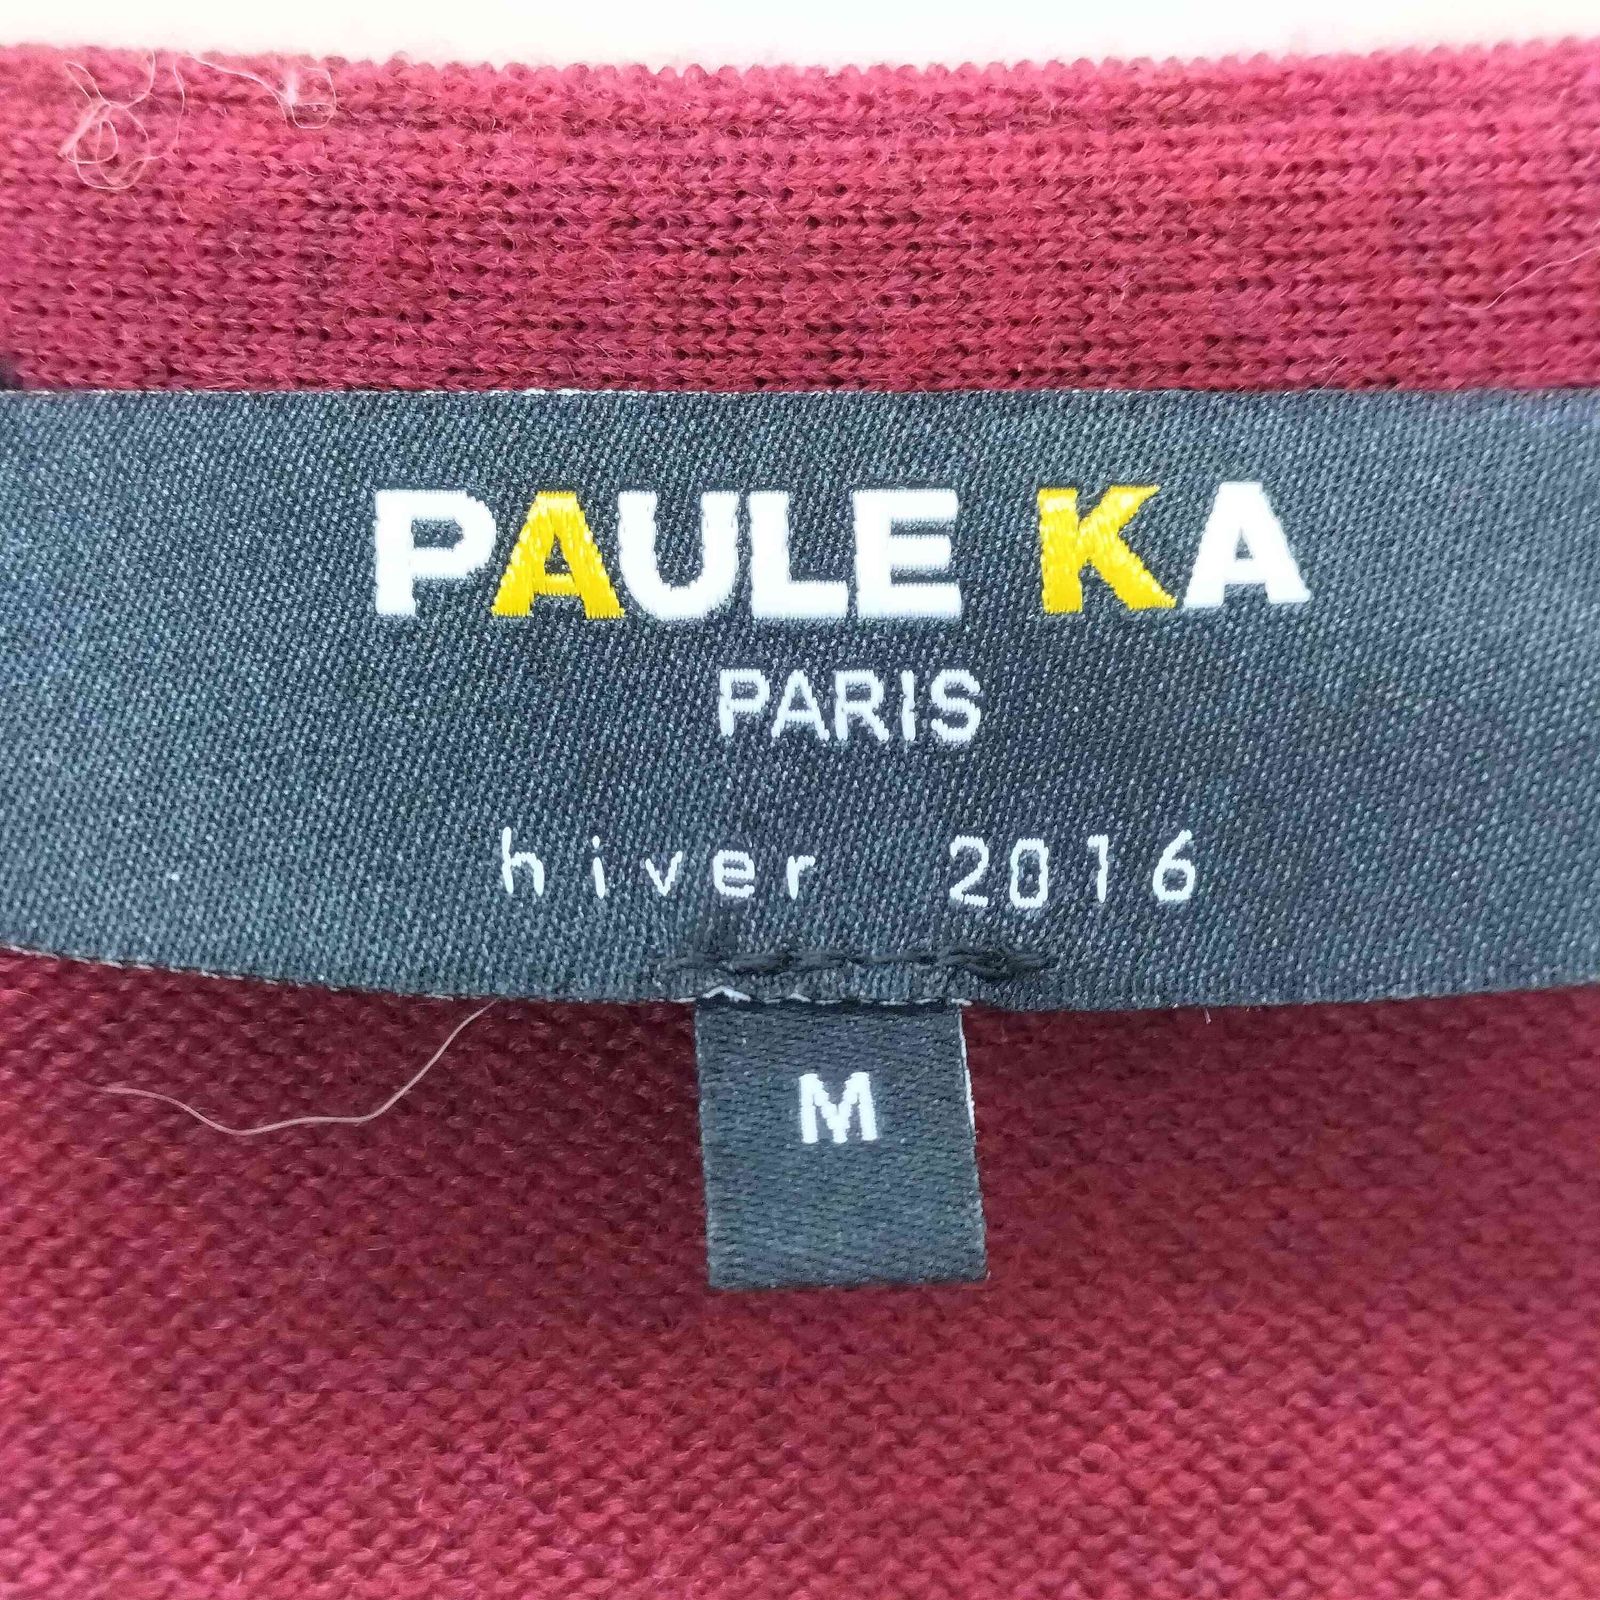 PAULE KA
PARIS
hiver 2016
M